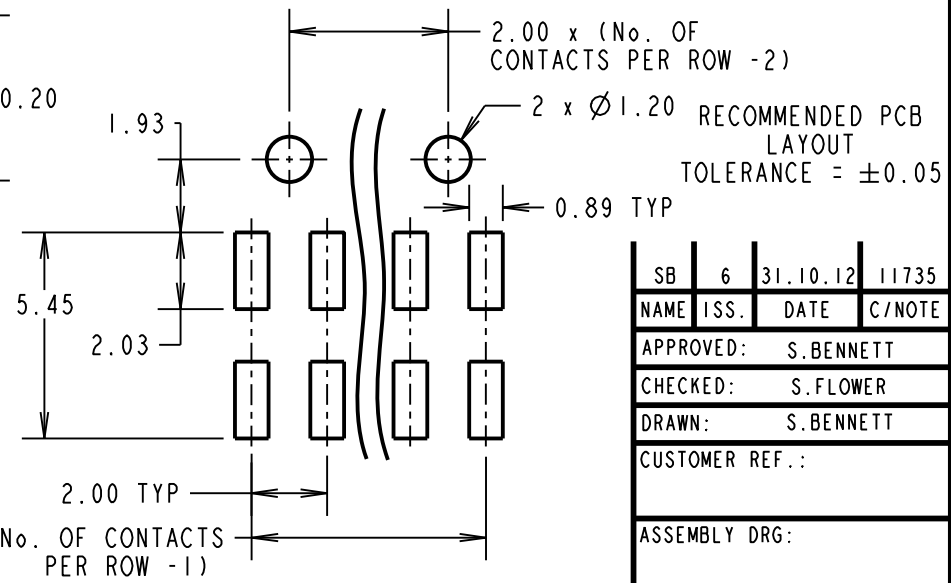 2.00 x (No. OF
CONTACTS PER ROW -2)
0.20
1.93
2 x Ø1.20
RECOMMENDED PCB
LAYOUT
TOLERANCE = ±0.05
0.89 TYP
5.45
2.03
2.00 TYP
No. OF CONTACTS
PER ROW -1)
SB 6 31.10.12 11735
NAME ISS. DATE C/NOTE
APPROVED: S.BENNETT
CHECKED: S.FLOWER
DRAWN: S.BENNETT
CUSTOMER REF.:
ASSEMBLY DRG: